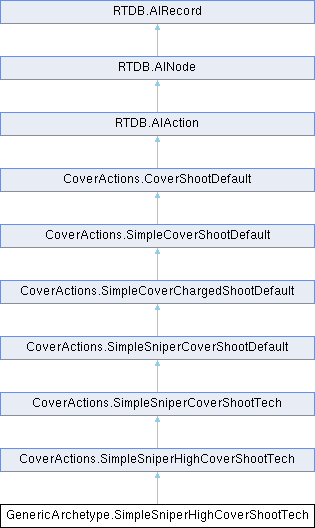 RTDB.AIRecord
RTDB.AINode
RTDB.AIAction
CoverActions.CoverShootDefault
CoverActions.SimpleCoverShootDefault
CoverActions.SimpleCoverChargedShootDefault
CoverActions.SimpleSniperCoverShootDefault
CoverActions.SimpleSniperCoverShootTech
CoverActions.SimpleSniperHighCoverShootTech
GenericArchetype.SimpleSniperHighCoverShootTech